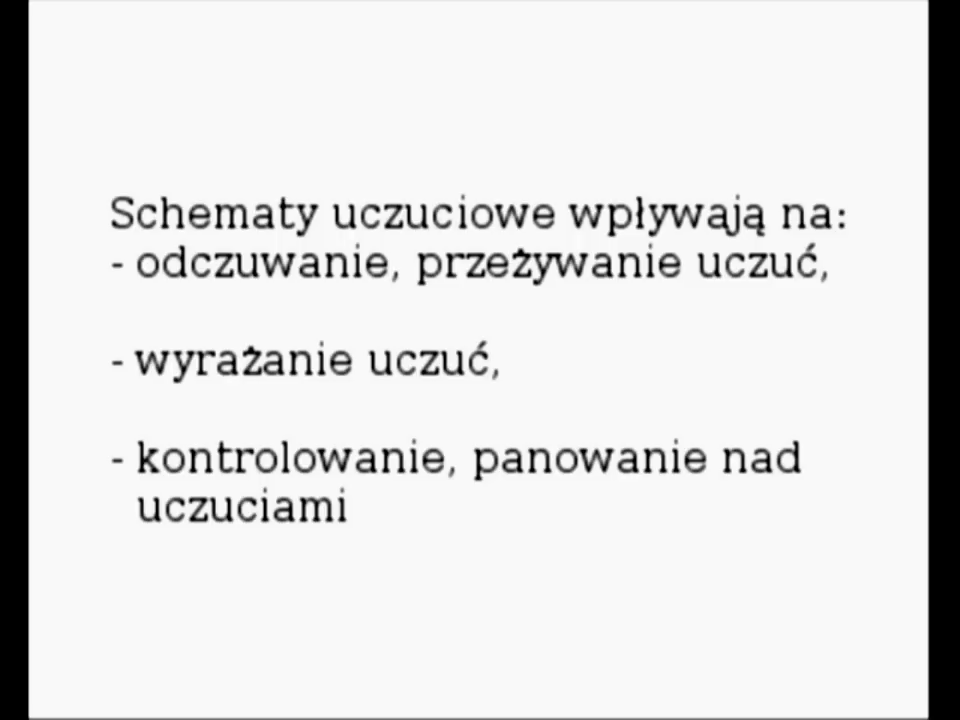 Schematy uczuciowe wpływają na:
- odczuwanie, przeżywanie uczuć,
- wyrażanie uczuć,
- kontrolowanie, panowanie nad
uczuciami